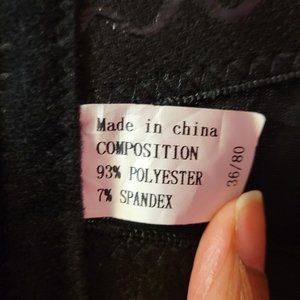 Made in china
COMPOSITION
93% POLYESTER
7% SPANDEX
36/80